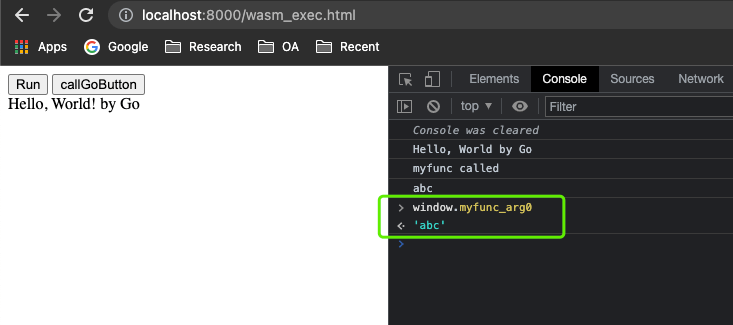 localhost:8000/wasm_exec.html
Apps Google Research OA Bookmarks
Run callGoButton
Hello, World! by Go
Elements Console Sources Network
top ▼ Filter
Console was cleared
Hello, World by Go
myfunc called
abc
> window.myfunc_arg0
'abc'
>